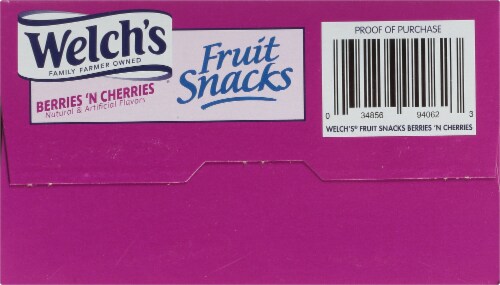 Welch's
FAMILY FARMER OWNED
Fruit
Snacks
BERRIES 'N CHERRIES
Natural & Artificial Flavors
PROOF OF PURCHASE
0 34856 94062 3
WELCH'S® FRUIT SNACKS BERRIES 'N CHERRIES